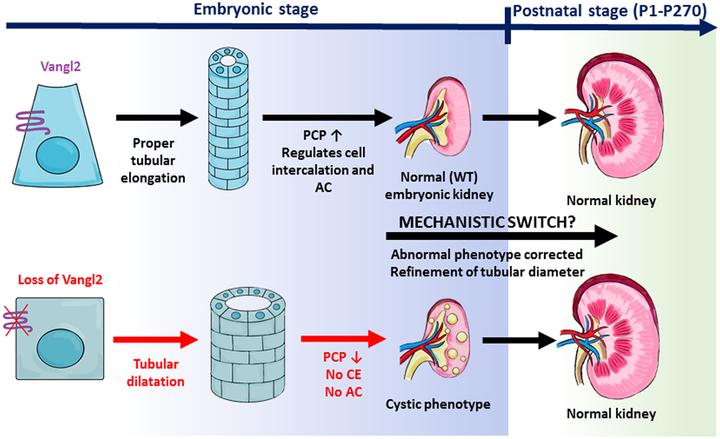 Embryonic stage
Postnatal stage (P1-P270)
Vangl2
Proper
tubular
elongation
PCP ↑
Regulates cell
intercalation and
AC
Normal (WT)
embryonic kidney
Normal kidney
MECHANISTIC SWITCH?
Abnormal phenotype corrected
Refinement of tubular diameter
Loss of Vangl2
Tubular
dilatation
PCP ↓
No CE
No AC
Cystic phenotype
Normal kidney